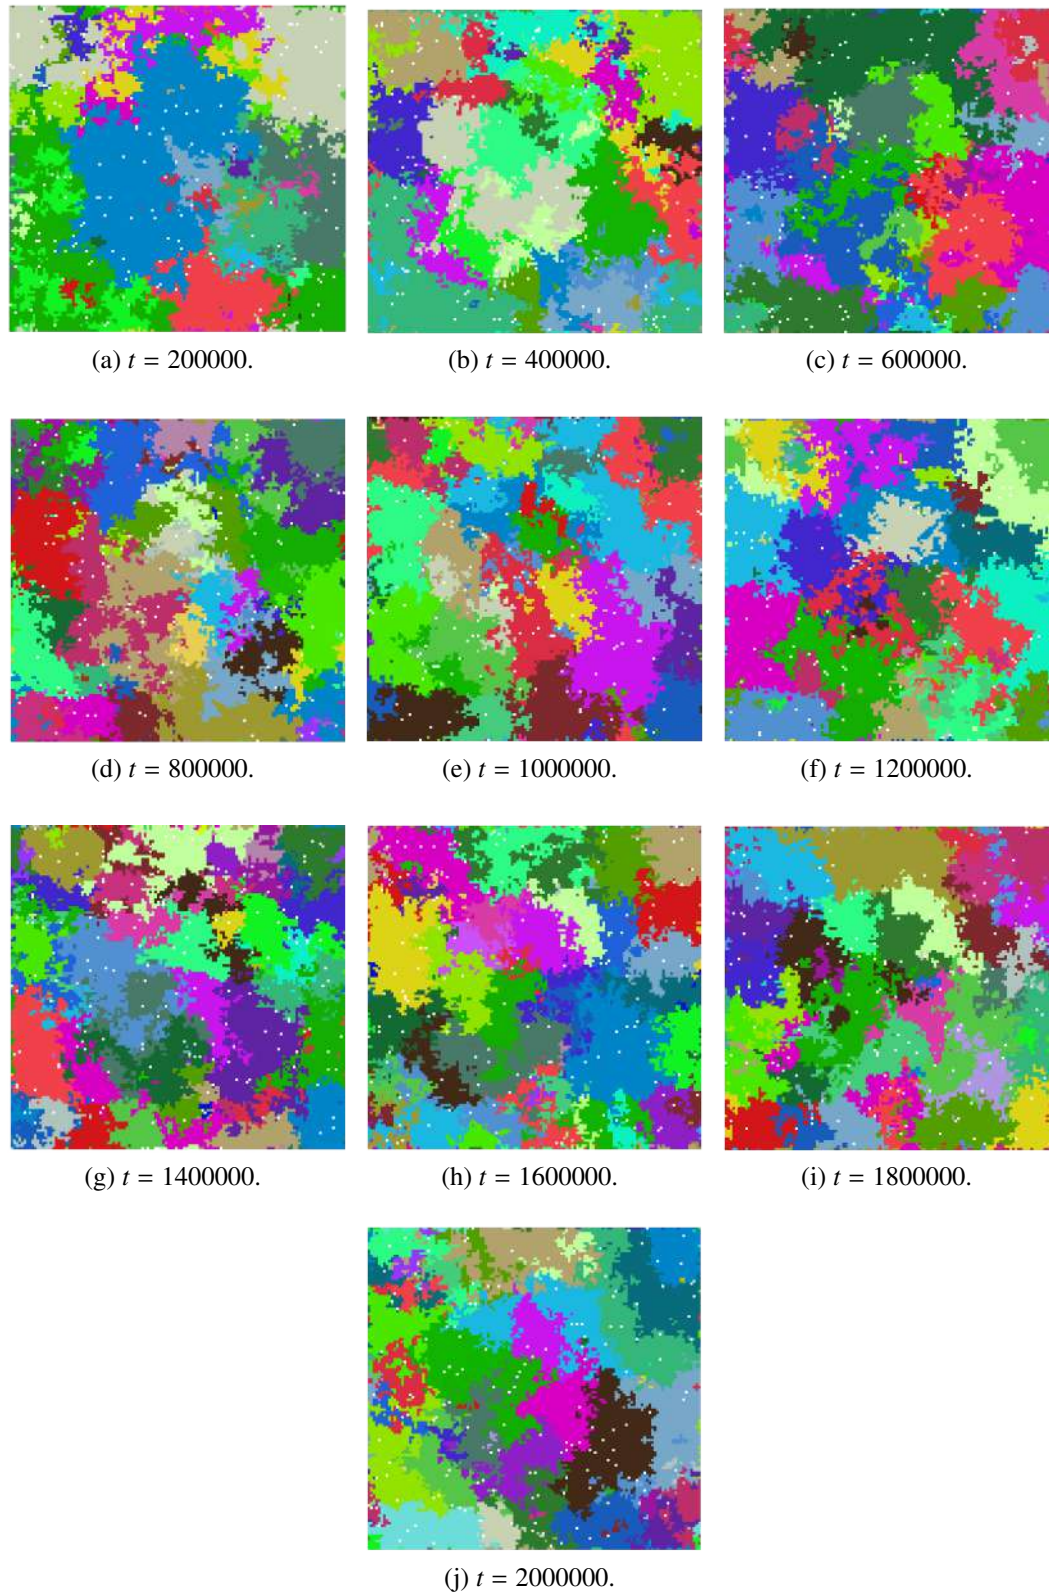 (a) t = 200000.
(b) t = 400000.
(c) t = 600000.
(d) t = 800000.
(e) t = 1000000.
(f) t = 1200000.
(g) t = 1400000.
(h) t = 1600000.
(i) t = 1800000.
(j) t = 2000000.